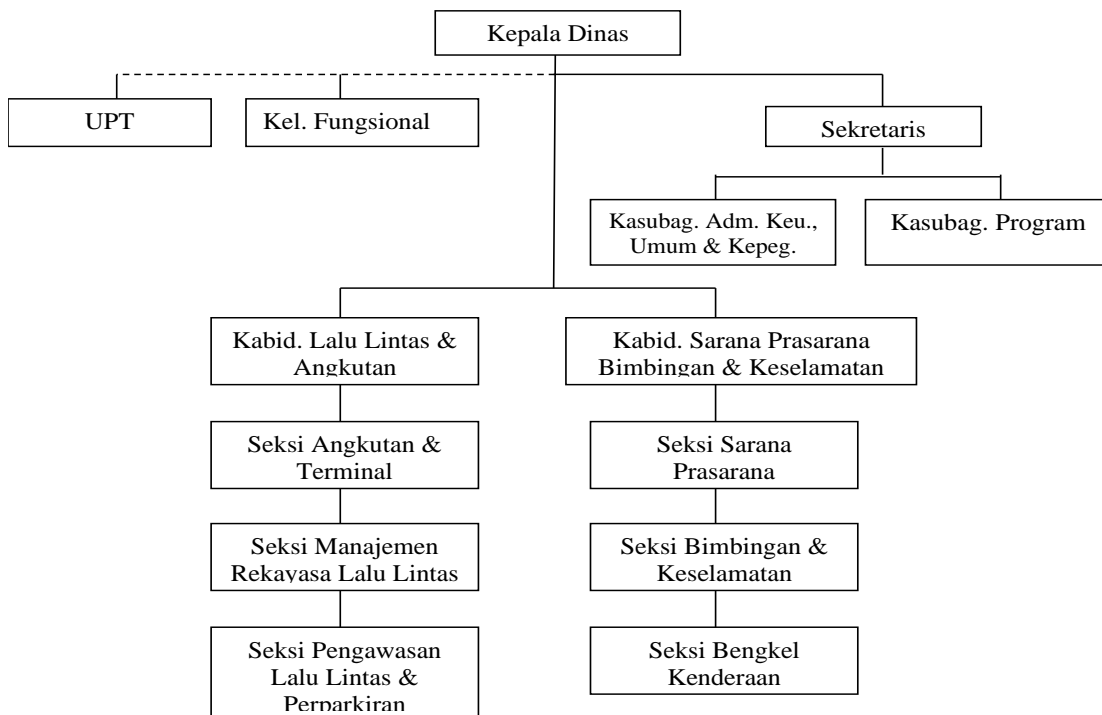 Kepala Dinas
UPT
Kel. Fungsional
Sekretaris
Kasubag. Adm. Keu.,
Umum & Kepeg.
Kasubag. Program
Kabid. Lalu Lintas &
Angkutan
Kabid. Sarana Prasarana
Bimbingan & Keselamatan
Seksi Angkutan &
Terminal
Seksi Sarana
Prasarana
Seksi Manajemen
Rekayasa Lalu Lintas
Seksi Bimbingan &
Keselamatan
Seksi Pengawasan
Lalu Lintas &
Perparkiran
Seksi Bengkel
Kenderaan